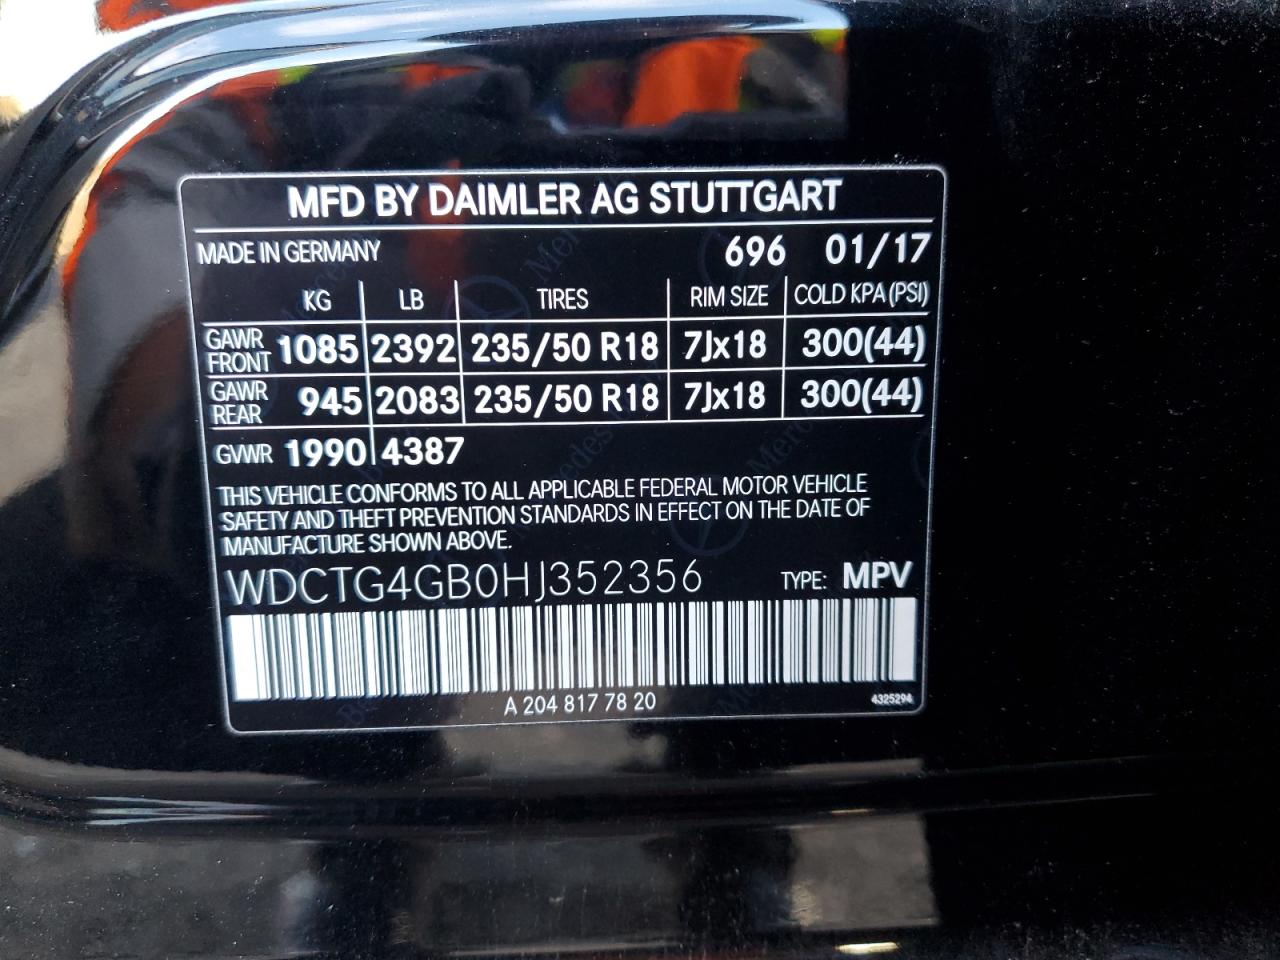 MFD BY DAIMLER AG STUTTGART
MADE IN GERMANY 696 01/17
KG LB TIRES RIM SIZE COLD KPA (PSI)
GAWR FRONT 1085 2392 235/50 R18 7Jx18 300(44)
GAWR REAR 945 2083 235/50 R18 7Jx18 300(44)
GVWR 1990 4387
THIS VEHICLE CONFORMS TO ALL APPLICABLE FEDERAL MOTOR VEHICLE
SAFETY AND THEFT PREVENTION STANDARDS IN EFFECT ON THE DATE OF
MANUFACTURE SHOWN ABOVE.
WDCTG4GB0HJ352356 TYPE: MPV
A 204 817 78 20 4325294